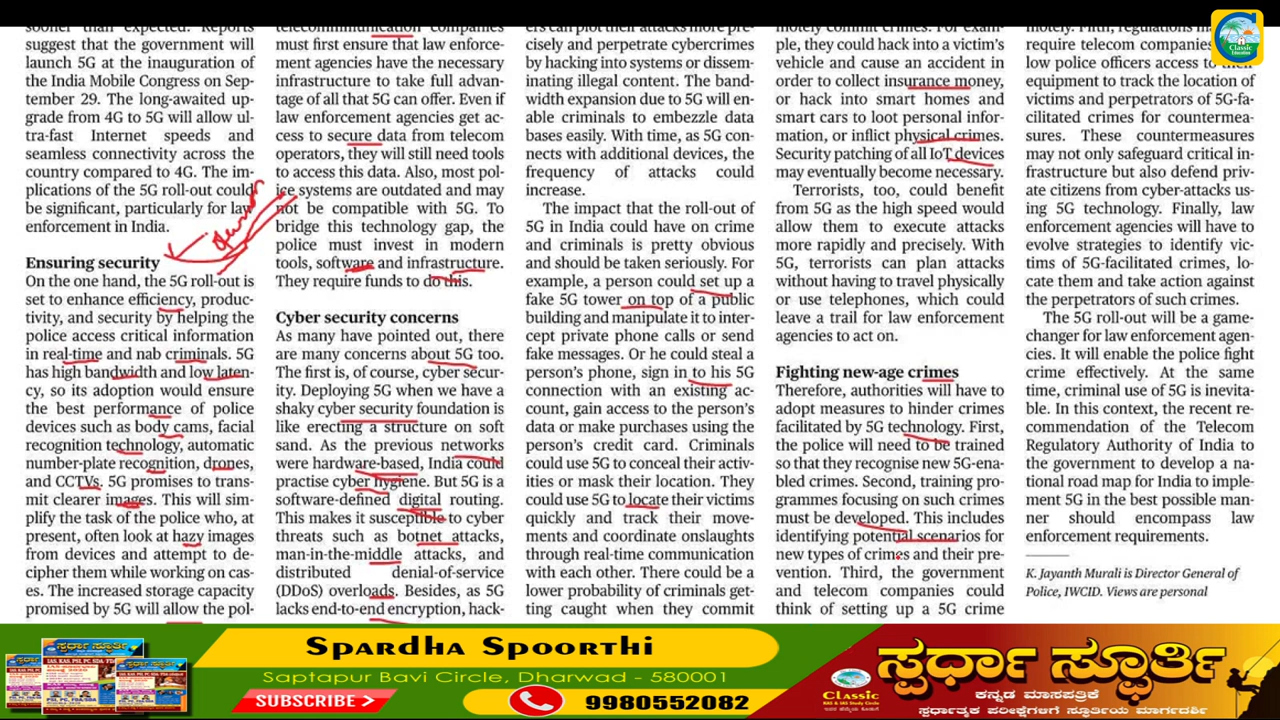 sooner than expected. Reports
suggest that the government will
launch 5G at the inauguration of
the India Mobile Congress on Sep-
tember 29. The long-awaited up-
grade from 4G to 5G will allow ul-
tra-fast Internet speeds and
seamless connectivity across the
country compared to 4G. The im-
plications of the 5G roll-out could
be significant, particularly for law
enforcement in India.
Ensuring security
On the one hand, the 5G roll-out is
set to enhance efficiency, produc-
tivity, and security by helping the
police access critical information
in real-time and nab criminals. 5G
has high bandwidth and low laten-
cy, so its adoption would ensure
the best performance of police
devices such as body cams, facial
recognition technology, automatic
number-plate recognition, drones,
and CCTVs. 5G promises to trans-
mit clearer images. This will sim-
plify the task of the police who, at
present, often look at hazy images
from devices and attempt to de-
cipher them while working on cas-
es. The increased storage capacity
promised by 5G will allow the pol-
telecommunication companies
must first ensure that law enforce-
ment agencies have the necessary
infrastructure to take full advan-
tage of all that 5G can offer. Even if
law enforcement agencies get ac-
cess to secure data from telecom
operators, they will still need tools
to access this data. Also, most pol-
ice systems are outdated and may
not be compatible with 5G. To
bridge this technology gap, the
police must invest in modern
tools, software and infrastructure.
They require funds to do this.
Cyber security concerns
As many have pointed out, there
are many concerns about 5G too.
The first is, of course, cyber secur-
ity. Deploying 5G when we have a
shaky cyber security foundation is
like erecting a structure on soft
sand. As the previous networks
were hardware-based, India could
practise cyber hygiene. But 5G is a
software-defined digital routing.
This makes it susceptible to cyber
threats such as botnet attacks,
man-in-the-middle attacks, and
distributed denial-of-service
(DDoS) overloads. Besides, as 5G
lacks end-to-end encryption, hack-
ers can plot their attacks more pre-
cisely and perpetrate cybercrimes
by hacking into systems or dissem-
inating illegal content. The band-
width expansion due to 5G will en-
able criminals to embezzle data
bases easily. With time, as 5G con-
nects with additional devices, the
frequency of attacks could
increase.
The impact that the roll-out of
5G in India could have on crime
and criminals is pretty obvious
and should be taken seriously. For
example, a person could set up a
fake 5G tower on top of a public
building and manipulate it to inter-
cept private phone calls or send
fake messages. Or he could steal a
person's phone, sign in to his 5G
connection with an existing ac-
count, gain access to the person's
data or make purchases using the
person's credit card. Criminals
could use 5G to conceal their activ-
ities or mask their location. They
could use 5G to locate their victims
quickly and track their move-
ments and coordinate onslaughts
through real-time communication
with each other. There could be a
lower probability of criminals get-
ting caught when they commit
motely commit crimes. For exam-
ple, they could hack into a victim's
vehicle and cause an accident in
order to collect insurance money,
or hack into smart homes and
smart cars to loot personal infor-
mation, or inflict physical crimes.
Security patching of all IoT devices
may eventually become necessary.
Terrorists, too, could benefit
from 5G as the high speed would
allow them to execute attacks
more rapidly and precisely. With
5G, terrorists can plan attacks
without having to travel physically
or use telephones, which could
leave a trail for law enforcement
agencies to act on.
Fighting new-age crimes
Therefore, authorities will have to
adopt measures to hinder crimes
facilitated by 5G technology. First,
the police will need to be trained
so that they recognise new 5G-ena-
bled crimes. Second, training pro-
grammes focusing on such crimes
must be developed. This includes
identifying potential scenarios for
new types of crimes and their pre-
vention. Third, the government
and telecom companies could
think of setting up a 5G crime
require telecom companies
low police officers access to their
equipment to track the location of
victims and perpetrators of 5G-fa-
cilitated crimes for countermea-
sures. These countermeasures
may not only safeguard critical in-
frastructure but also defend priv-
ate citizens from cyber-attacks us-
ing 5G technology. Finally, law
enforcement agencies will have to
evolve strategies to identify vic-
tims of 5G-facilitated crimes, lo-
cate them and take action against
the perpetrators of such crimes.
The 5G roll-out will be a game-
changer for law enforcement agen-
cies. It will enable the police fight
crime effectively. At the same
time, criminal use of 5G is inevita-
ble. In this context, the recent re-
commendation of the Telecom
Regulatory Authority of India to
the government to develop a na-
tional road map for India to imple-
ment 5G in the best possible man-
ner should encompass law
enforcement requirements.
K. Jayanth Murali is Director General of
Police, IWCID. Views are personal
Classic
Education
Spardha Spoorthi
Saptapur Bavi Circle, Dharwad - 580001
SUBSCRIBE
9980552082
ಸ್ಪರ್ಧಾ ಸ್ಫೂರ್ತಿ
Classic
KAS & IAS Study Circle
ಕನ್ನಡ ಮಾಸಪತ್ರಿಕೆ
ಸ್ಪರ್ಧಾತ್ಮಕ ಪರೀಕ್ಷೆಗಳಿಗೆ ಸ್ಫೂರ್ತಿಯ ಮಾರ್ಗದರ್ಶಿ